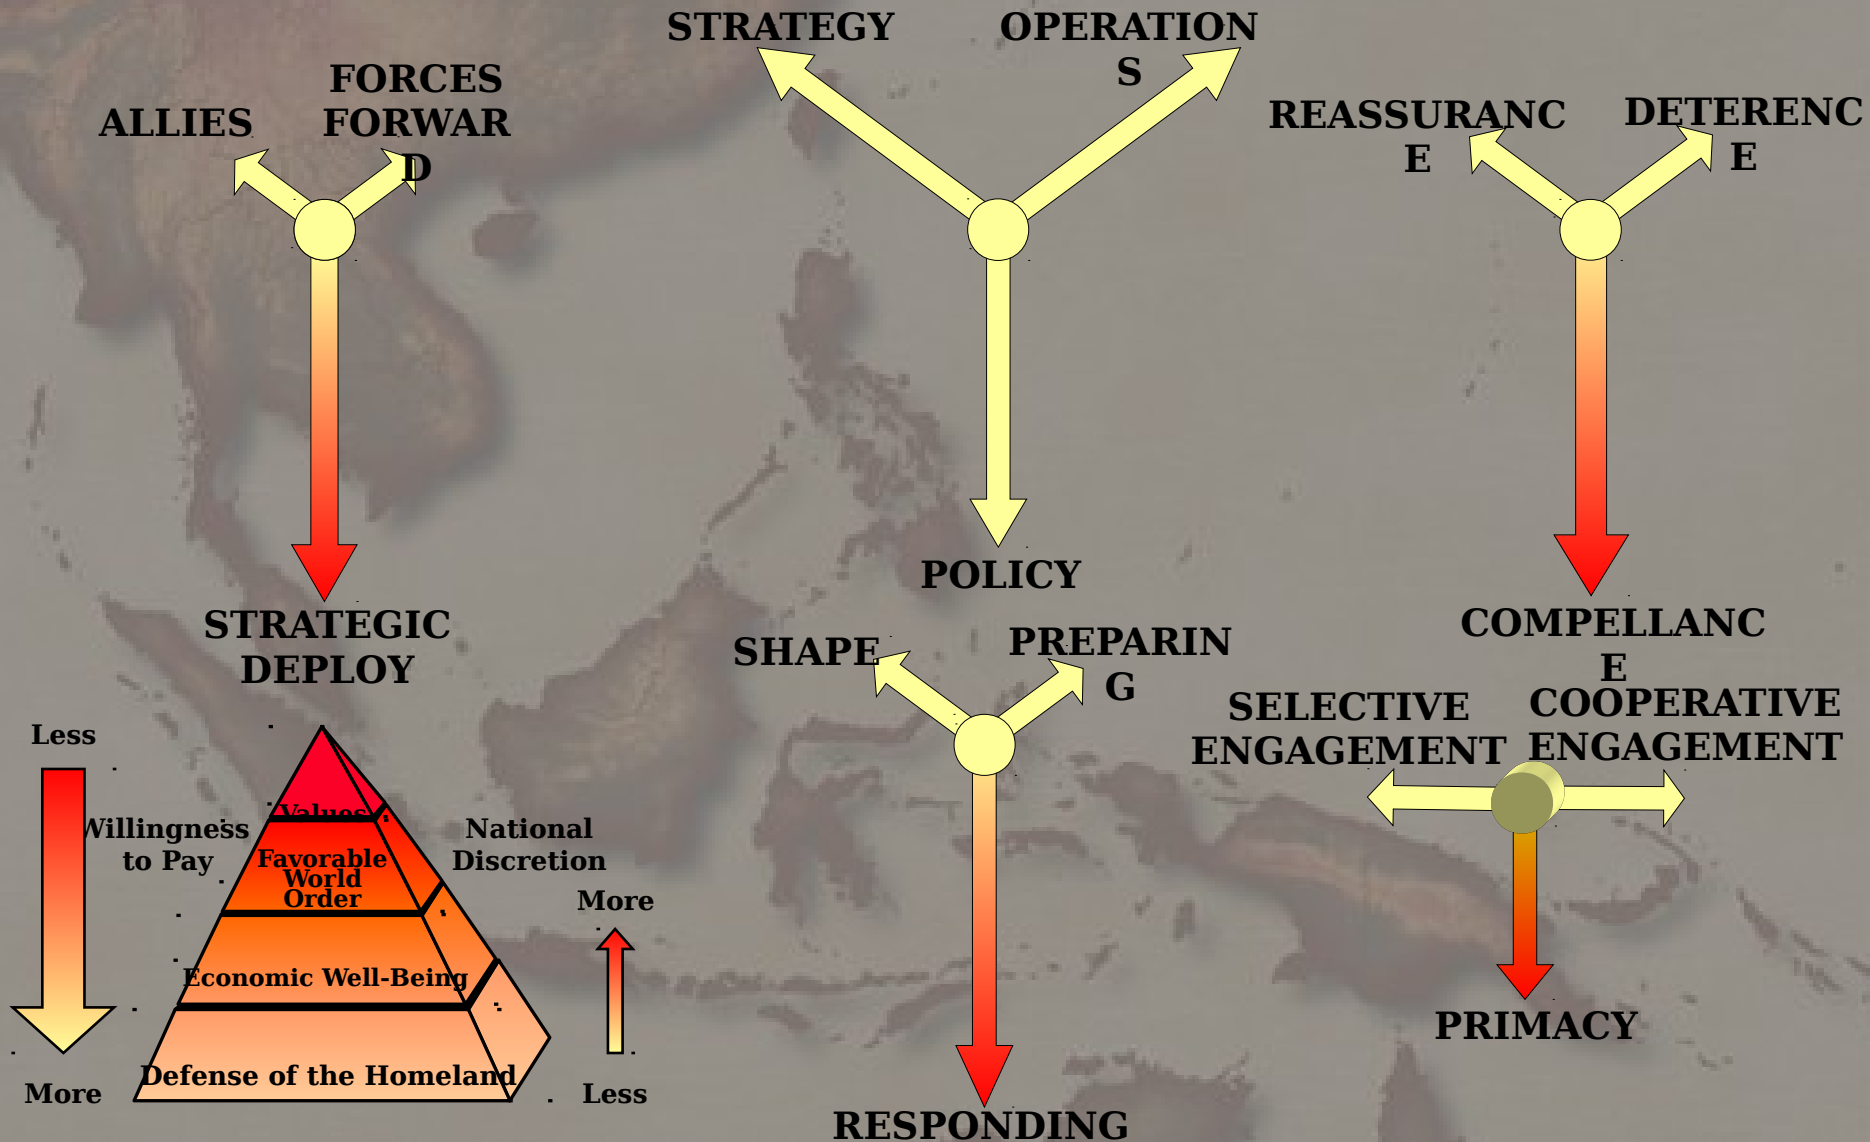 STRATEGY
OPERATION
S
ALLIES
FORCES
FORWAR
D
REASSURANC
E
DETERENC
E
STRATEGIC
DEPLOY
POLICY
COMPELLANC
E
SHAPE
PREPARIN
G
SELECTIVE
ENGAGEMENT
COOPERATIVE
ENGAGEMENT
Less
Willingness
to Pay
More
Values
Favorable
World
Order
Economic Well-Being
Defense of the Homeland
National
Discretion
More
Less
RESPONDING
PRIMACY